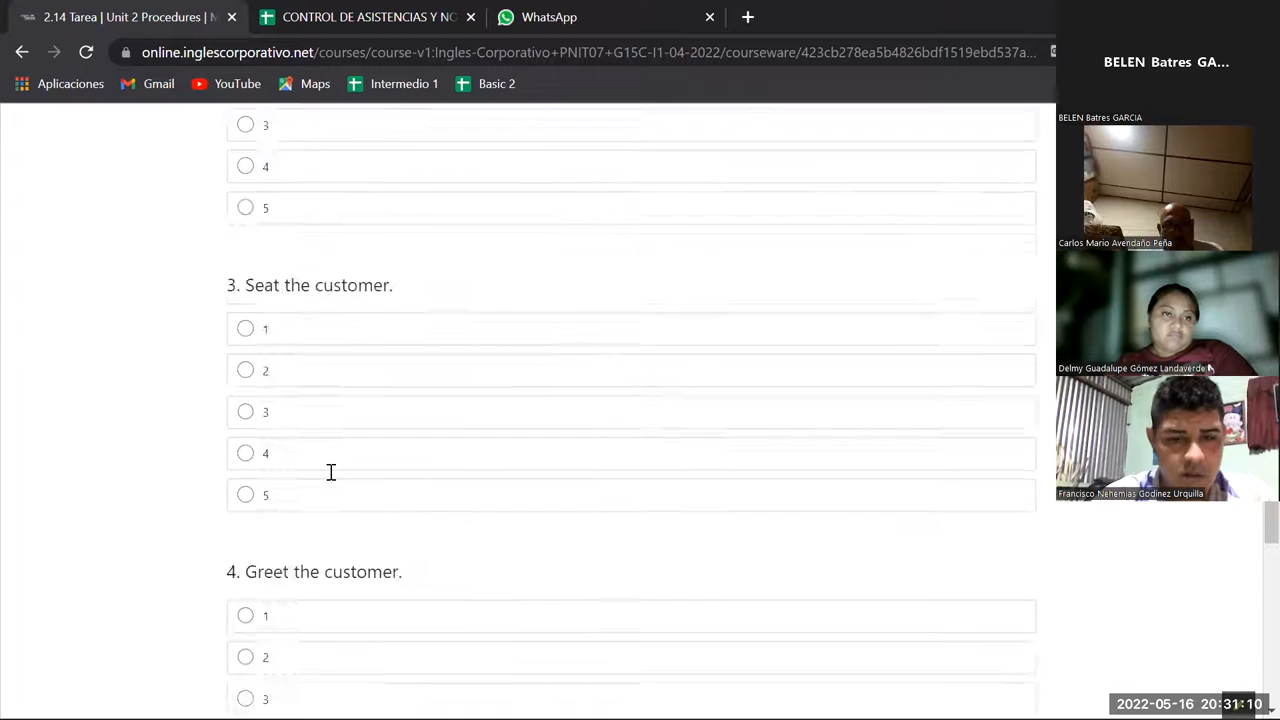 2.14 Tarea | Unit 2 Procedures | M
CONTROL DE ASISTENCIAS INGL
WhatsApp
online.inglescorporativo.net/courses/course-v1:Ingles-Corporativo+PNIT07+G15C-I1-04-2022/courseware/423cb278ea5b4826bdf15196bd537a...
Aplicaciones
Gmail
YouTube
Maps
Intermedio 1
Basic 2
3
4
5
3. Seat the customer.
1
2
3
4
5
4. Greet the customer.
1
2
3
BELEN Batres GA...
BELEN Batres GARCIA
Carlos Mario Avendaño Peña
Delmy Guadalupe Gómez Landaverde
Francisco Nehemias Godinez Urquilla
2022-05-16 20:31:10